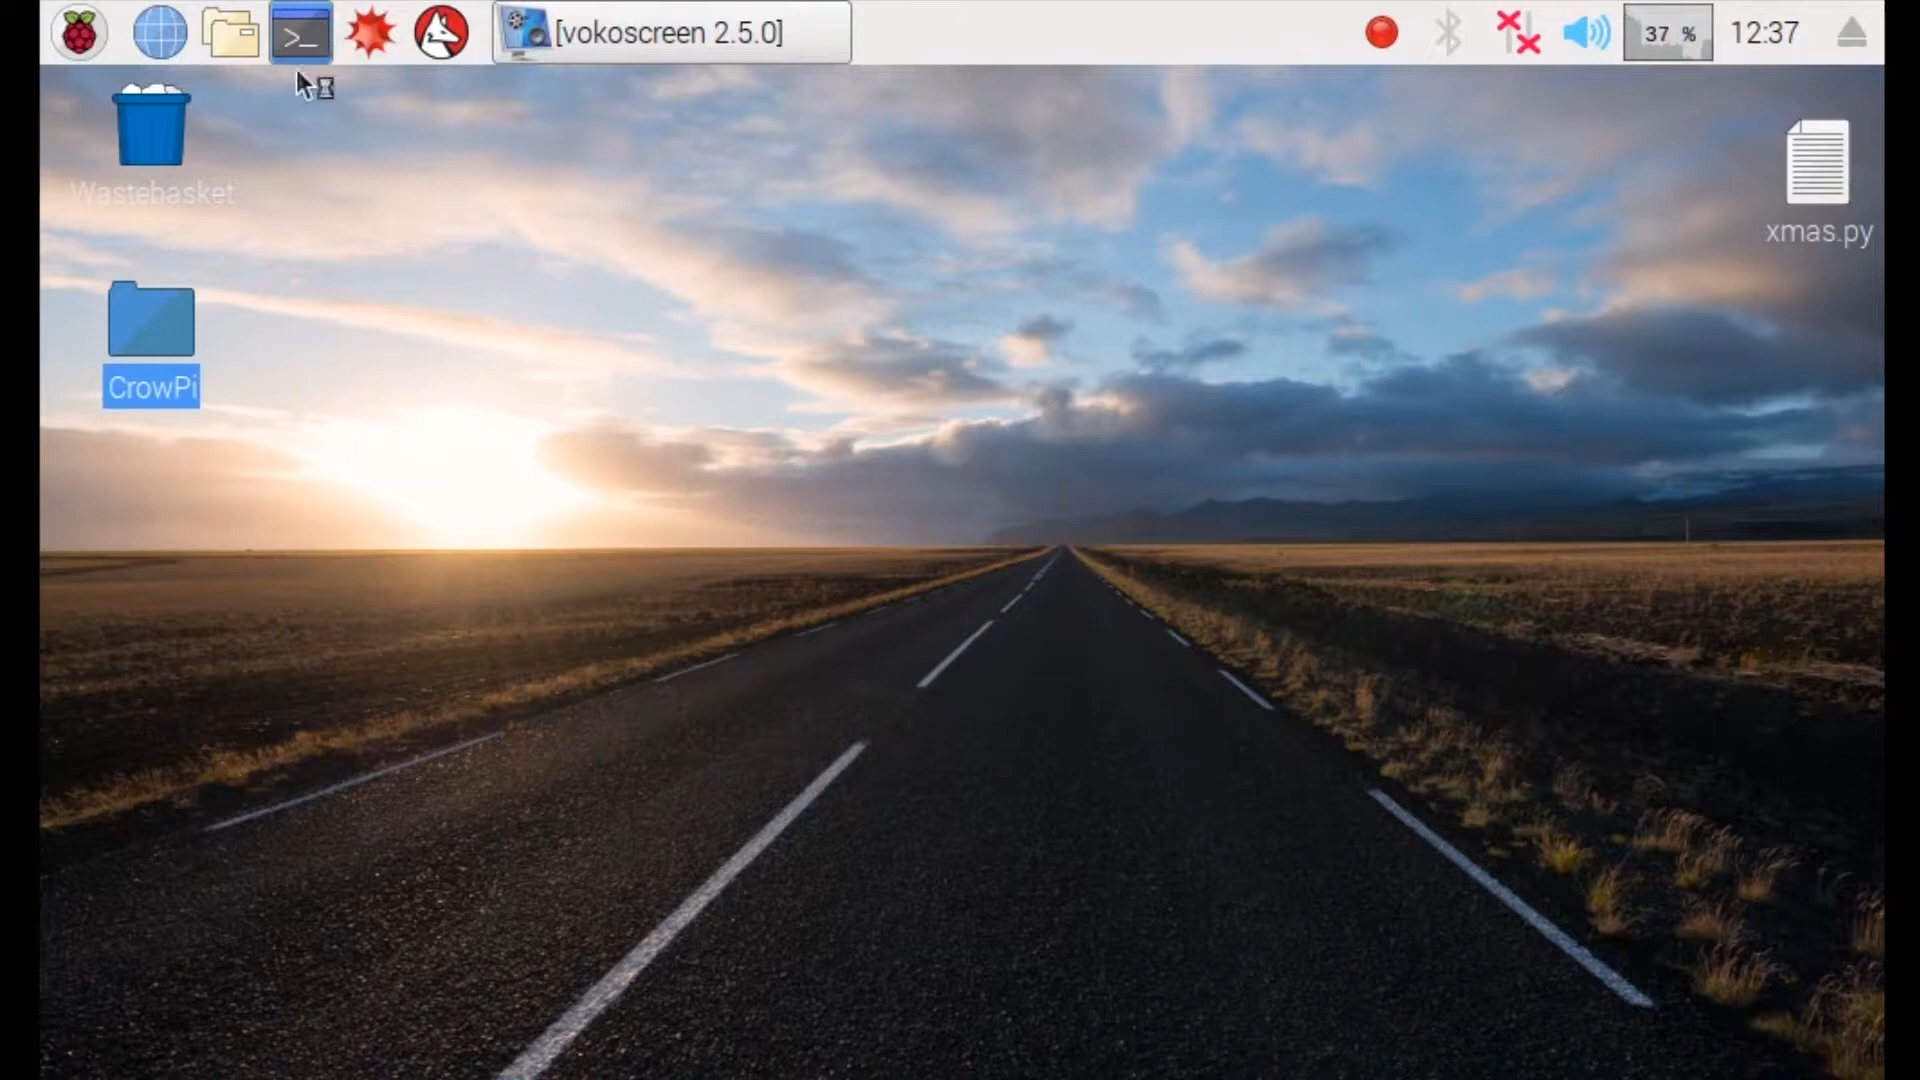 >_
[vokoscreen 2.5.0]
37 %
12:37
Wastebasket
xmas.py
CrowPi